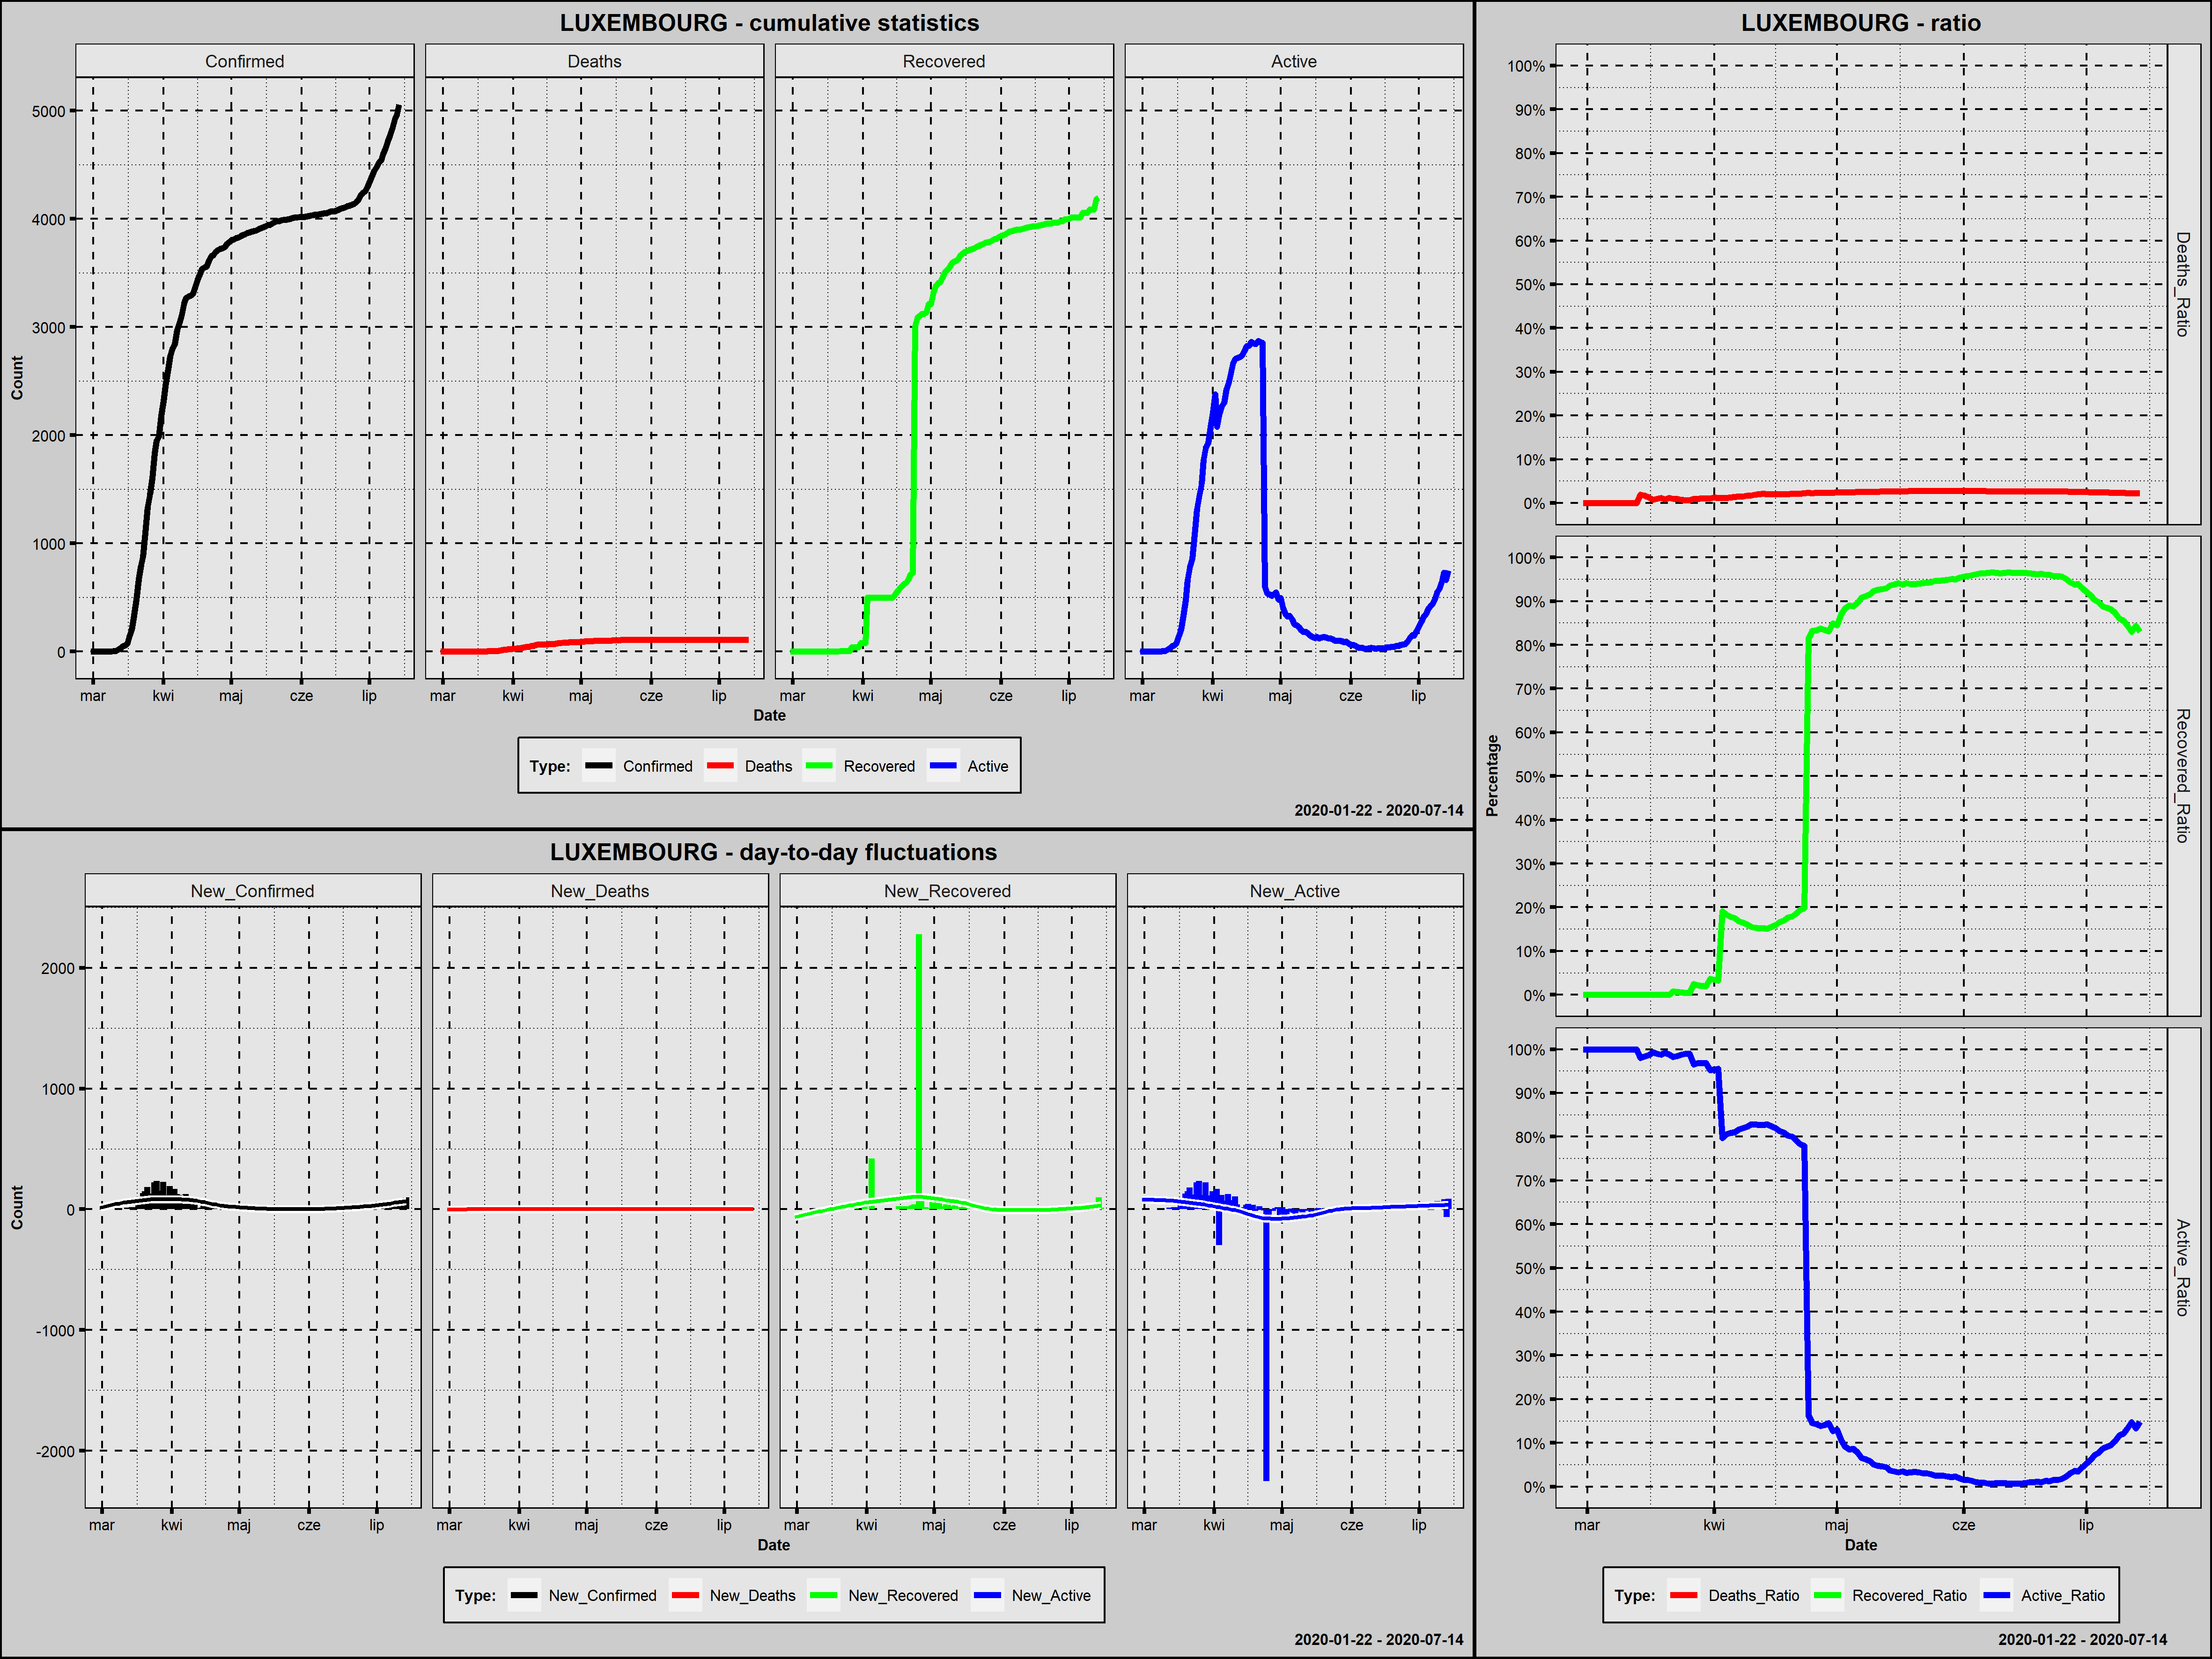 LUXEMBOURG - cumulative statistics
Confirmed Deaths Recovered Active
5000
4000
3000
2000
1000
0
Count
mar kwi maj cze lip mar kwi maj cze lip mar kwi maj cze lip mar kwi maj cze lip
Date
Type: Confirmed Deaths Recovered Active
2020-01-22 - 2020-07-14
LUXEMBOURG - day-to-day fluctuations
New_Confirmed New_Deaths New_Recovered New_Active
2000
1000
0
-1000
-2000
Count
mar kwi maj cze lip mar kwi maj cze lip mar kwi maj cze lip mar kwi maj cze lip
Date
Type: New_Confirmed New_Deaths New_Recovered New_Active
2020-01-22 - 2020-07-14
LUXEMBOURG - ratio
100%
90%
80%
70%
60%
50%
40%
30%
20%
10%
0%
Deaths_Ratio
100%
90%
80%
70%
60%
50%
40%
30%
20%
10%
0%
Recovered_Ratio
Percentage
100%
90%
80%
70%
60%
50%
40%
30%
20%
10%
0%
Active_Ratio
mar kwi maj cze lip
Date
Type: Deaths_Ratio Recovered_Ratio Active_Ratio
2020-01-22 - 2020-07-14